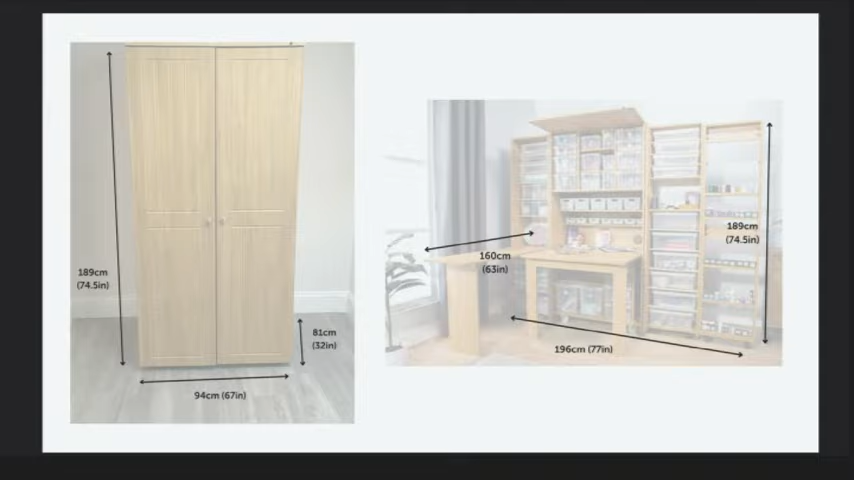 189cm
(74.5in)
81cm
(32in)
94cm (67in)
160cm
(63in)
189cm
(74.5in)
196cm (77in)